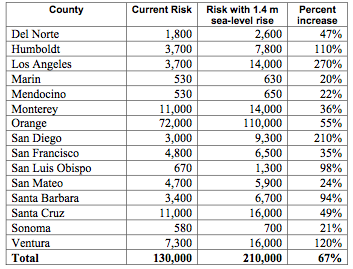 County Current Risk Risk with 1.4 m sea-level rise Percent increase
Del Norte 1,800 2,600 47%
Humboldt 3,700 7,800 110%
Los Angeles 3,700 14,000 270%
Marin 530 630 20%
Mendocino 530 650 22%
Monterey 11,000 14,000 36%
Orange 72,000 110,000 55%
San Diego 3,000 9,300 210%
San Francisco 4,800 6,500 35%
San Luis Obispo 670 1,300 98%
San Mateo 4,700 5,900 24%
Santa Barbara 3,400 6,700 94%
Santa Cruz 11,000 16,000 49%
Sonoma 580 700 21%
Ventura 7,300 16,000 120%
Total 130,000 210,000 67%